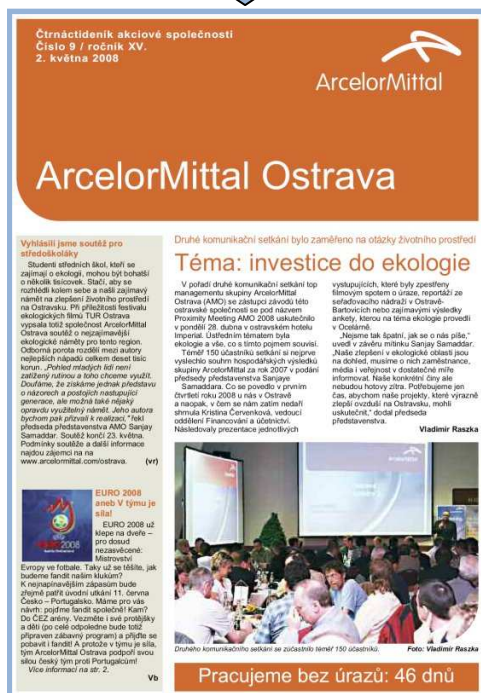 Čtrnáctideník akciové společnosti
Číslo 9 / ročník XV.
2. května 2008
ArcelorMittal
ArcelorMittal Ostrava
Vyhlásili jsme soutěž pro
středoškoláky
Studenti středních škol, kteří se
zajímají o ekologii, mohou být bohatší
o několik tisícovek. Stačí, aby se
rozhlédli kolem sebe a našli zajímavý
námět na zlepšení životního prostředí
na Ostravsku. Při příležitosti festivalu
ekologických filmů TUR Ostrava
vypsala totiž společnost ArcelorMittal
Ostrava soutěž o nejzajímavější
ekologické náměty pro tento region.
Odborná porota rozdělí mezi autory
nejlepších nápadů celkem deset tisíc
korun. „Pohled mladých lidí není
zatížený rutinou a toho chceme využít.
Doufáme, že získáme jednak představu
o názorech a postojích nastupující
generace, ale možná také nějaký
opravdu využitelný námět. Jeho autora
bychom pak přizvali k realizaci,“ řekl
předseda představenstva AMO Sanjay
Samaddar. Soutěž končí 23. května.
Podmínky soutěže a další informace
najdou zájemci na na
www.arcelormittal.com/ostrava. (vr)
EURO 2008
aneb V týmu je
síla!
EURO 2008 už
klepe na dveře –
pro dosud
nezasvěcené:
Mistrovství
Evropy ve fotbale. Taky už se těšíte, jak
budeme fandit našim klukům?
K nejnapínavějším zápasům bude
zřejmě patřit úvodní utkání 11. června
Česko – Portugalsko. Máme pro vás
návrh: pojďme fandit společně! Kam?
Do ČEZ arény. Vezměte i své protějšky
a děti (po celé odpoledne bude totiž
připraven zábavný program) a přijďte se
pobavit i fandit! A protože v týmu je síla,
tým ArcelorMittal Ostrava podpoří svou
silou český tým proti Portugalcům!
Více informací na str. 2.
Vb
Druhé komunikační setkání bylo zaměřeno na otázky životního prostředí
Téma: investice do ekologie
V pořadí druhé komunikační setkání top
managementu skupiny ArcelorMittal
Ostrava (AMO) se zástupci závodů této
ostravské společnosti se pod názvem
Proximity Meeting AMO 2008 uskutečnilo
v pondělí 28. dubna v ostravském hotelu
Imperial. Ústředním tématem byla
ekologie a vše, co s tímto pojmem souvisí.
Téměř 150 účastníků setkání si nejprve
vyslechlo souhrn hospodářských výsledků
skupiny ArcelorMittal za rok 2007 v podání
předsedy představenstva Sanjaye
Samaddara. Co se povedlo v prvním
čtvrtletí roku 2008 u nás v Ostravě
a naopak, v čem se nám zatím nedaří
shrnula Kristina Červenková, vedoucí
oddělení Financování a účetnictví.
Následovaly prezentace jednotlivých
vystupujících, které byly zpestřeny
filmovým spotem o úraze, reportáží ze
seřaďovacího nádraží v Ostravě-
Bartovicích nebo zajímavými výsledky
ankety, kterou na téma ekologie provedli
v Ocelárně.
„Nejsme tak špatní, jak se o nás píše,“
uvedl v závěru mítinku Sanjay Samaddar.
„Naše zlepšení v ekologické oblasti jsou
na dohled, musíme o nich zaměstnance,
média i veřejnost v dostatečné míře
informovat. Naše konkrétní činy ale
nebudou hotovy zítra. Potřebujeme jen
čas, abychom naše projekty, které výrazně
zlepší ovzduší na Ostravsku, mohli
uskutečnit,“ dodal předseda
představenstva.
Vladimír Raszka
ArcelorMittal
Druhého komunikačního setkání se zúčastnilo téměř 150 účastníků. Foto: Vladimír Raszka
Pracujeme bez úrazů: 46 dnů